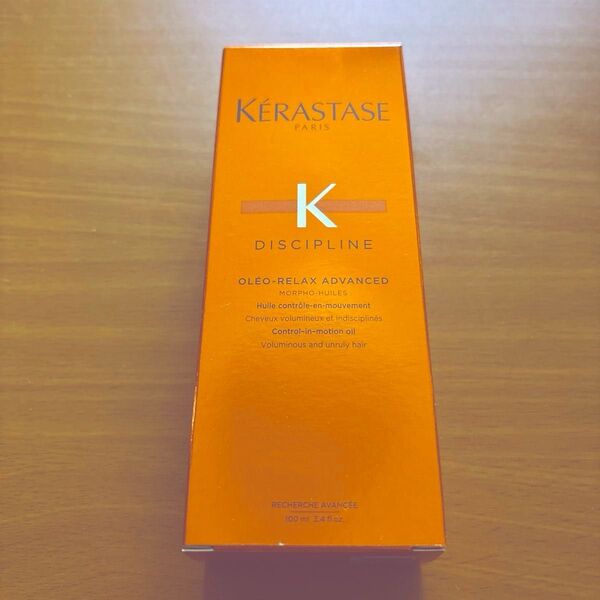 KÉRASTASE
PARIS
K
DISCIPLINE
OLÉO-RELAX ADVANCED
MORPHO-HUILES
Huile contrôle-en-mouvement
Cheveux volumineux et indisciplinés
Control-in-motion oil
Voluminous and unruly hair
RECHERCHE AVANCÉE
100 ml 3.4 fl.oz.